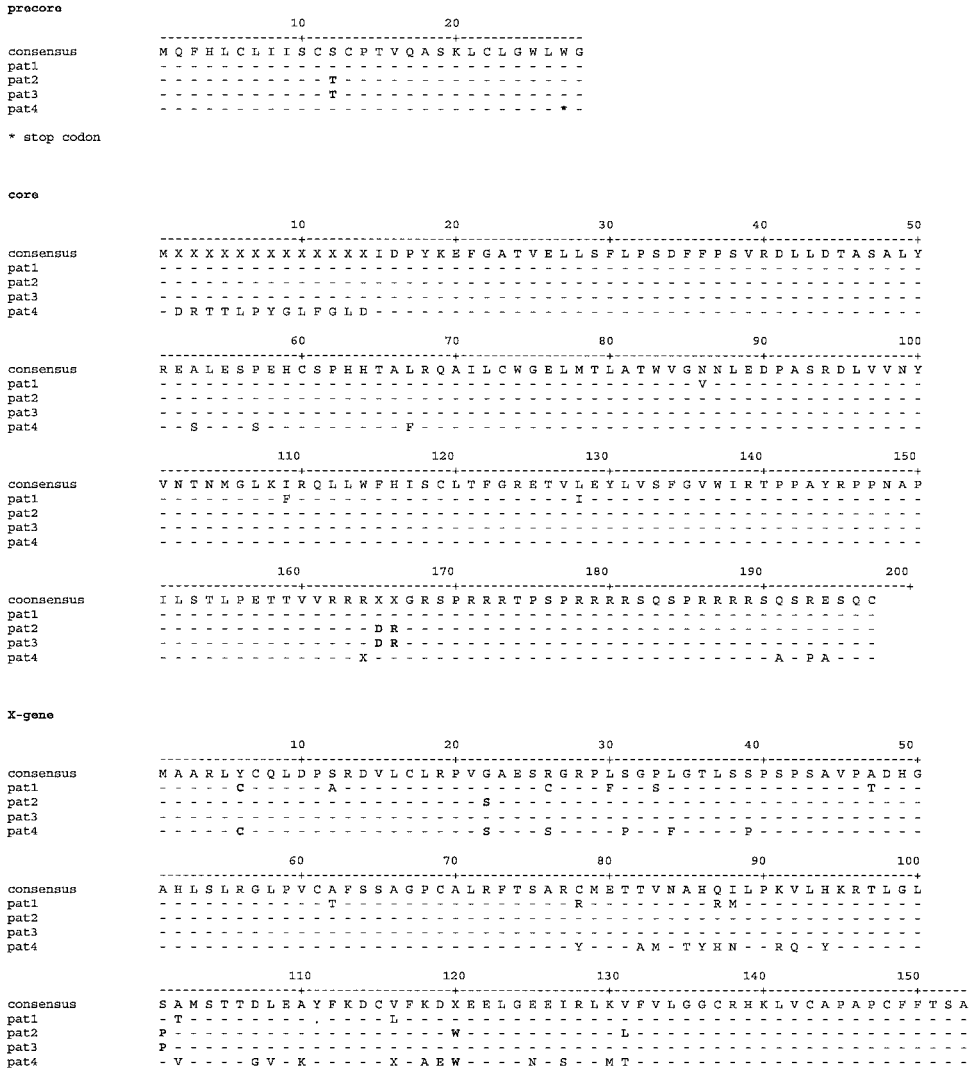 precore
10 20
consensus M Q F H L C L I I S C S C P T V Q A S K L C L G W L W G
pat1 - - - - - - - - - - - - - - - - - - - - - - - - - - - -
pat2 - - - - - - - - - - - T - - - - - - - - - - - - - - - -
pat3 - - - - - - - - - - - T - - - - - - - - - - - - - - - -
pat4 - - - - - - - - - - - - - - - - - - - - - - - - - - * -
* stop codon
core
10 20 30 40 50
consensus M X X X X X X X X X X X X X I D P Y K E F G A T V E L L S F L P S D F F P S V R D L L D T A S A L Y
pat1 - - - - - - - - - - - - - - - - - - - - - - - - - - - - - - - - - - - - - - - - - - - - - - - - - -
pat2 - - - - - - - - - - - - - - - - - - - - - - - - - - - - - - - - - - - - - - - - - - - - - - - - - -
pat3 - - - - - - - - - - - - - - - - - - - - - - - - - - - - - - - - - - - - - - - - - - - - - - - - - -
pat4 - D R T T L P Y G L F G L D - - - - - - - - - - - - - - - - - - - - - - - - - - - - - - - - - - - -
60 70 80 90 100
consensus R E A L E S P E H C S P H H T A L R Q A I L C W G E L M T L A T W V G N N L E D P A S R D L V V N Y
pat1 - - - - - - - - - - - - - - - - - - - - - - - - - - - - - - - - - - - V - - - - - - - - - - - - - -
pat2 - - - - - - - - - - - - - - - - - - - - - - - - - - - - - - - - - - - - - - - - - - - - - - - - - -
pat3 - - - - - - - - - - - - - - - - - - - - - - - - - - - - - - - - - - - - - - - - - - - - - - - - - -
pat4 - - S - - - S - - - - - - - - - F - - - - - - - - - - - - - - - - - - - - - - - - - - - - - - - - -
110 120 130 140 150
consensus V N T N M G L K I R Q L L W F H I S C L T F G R E T V L E Y L V S F G V W I R T P P A Y R P P N A P
pat1 - - - - - - - - F - - - - - - - - - - - - - - - - - - I - - - - - - - - - - - - - - - - - - - - - -
pat2 - - - - - - - - - - - - - - - - - - - - - - - - - - - - - - - - - - - - - - - - - - - - - - - - - -
pat3 - - - - - - - - - - - - - - - - - - - - - - - - - - - - - - - - - - - - - - - - - - - - - - - - - -
pat4 - - - - - - - - - - - - - - - - - - - - - - - - - - - - - - - - - - - - - - - - - - - - - - - - - -
160 170 180 190 200
coonsensus I L S T L P E T T V V R R R X X G R S P R R R T P S P R R R R S Q S P R R R R S Q S R E S Q C
pat1 - - - - - - - - - - - - - - - - - - - - - - - - - - - - - - - - - - - - - - - - - - - - - - -
pat2 - - - - - - - - - - - - - - D R - - - - - - - - - - - - - - - - - - - - - - - - - - - - - - -
pat3 - - - - - - - - - - - - - - D R - - - - - - - - - - - - - - - - - - - - - - - - - - - - - - -
pat4 - - - - - - - - - - - - - X - - - - - - - - - - - - - - - - - - - - - - - - - - A - P A - - -
X-gene
10 20 30 40 50
consensus M A A R L Y C Q L D P S R D V L C L R P V G A E S R G R P L S G P L G T L S S P S P S A V P A D H G
pat1 - - - - - C - - - - - A - - - - - - - - - - - - - C - - - F - - S - - - - - - - - - - - - - T - - -
pat2 - - - - - - - - - - - - - - - - - - - - - S - - - - - - - - - - - - - - - - - - - - - - - - - - - -
pat3 - - - - - - - - - - - - - - - - - - - - - - - - - - - - - - - - - - - - - - - - - - - - - - - - - -
pat4 - - - - - C - - - - - - - - - - - - - - - S - - - S - - - - P - - F - - - - P - - - - - - - - - - -
60 70 80 90 100
consensus A H L S L R G L P V C A F S S A G P C A L R F T S A R C M E T T V N A H Q I L P K V L H K R T L G L
pat1 - - - - - - - - - - - T - - - - - - - - - - - - - - - R - - - - - - - - R M - - - - - - - - - - - -
pat2 - - - - - - - - - - - - - - - - - - - - - - - - - - - - - - - - - - - - - - - - - - - - - - - - - -
pat3 - - - - - - - - - - - - - - - - - - - - - - - - - - - - - - - - - - - - - - - - - - - - - - - - - -
pat4 - - - - - - - - - - - - - - - - - - - - - - - - - - - Y - - - A M - T Y H N - - R Q - Y - - - - - -
110 120 130 140 150
consensus S A M S T T D L E A Y F K D C V F K D X E E L G E E I R L K V F V L G G C R H K L V C A P A P C F F T S A
pat1 - T - - - - - - - - - - - - - L - - - - - - - - - - - - - - - - - - - - - - - - - - - - - - - - - - - - -
pat2 P - - - - - - - - - - - - - - - - - - W - - - - - - - - - - L - - - - - - - - - - - - - - - - - - - - - -
pat3 P - - - - - - - - - - - - - - - - - - - - - - - - - - - - - - - - - - - - - - - - - - - - - - - - - - - -
pat4 - V - - - - G V - K - - - - - X - A E W - - - - N - S - - M T - - - - - - - - - - - - - - - - - - - - - -